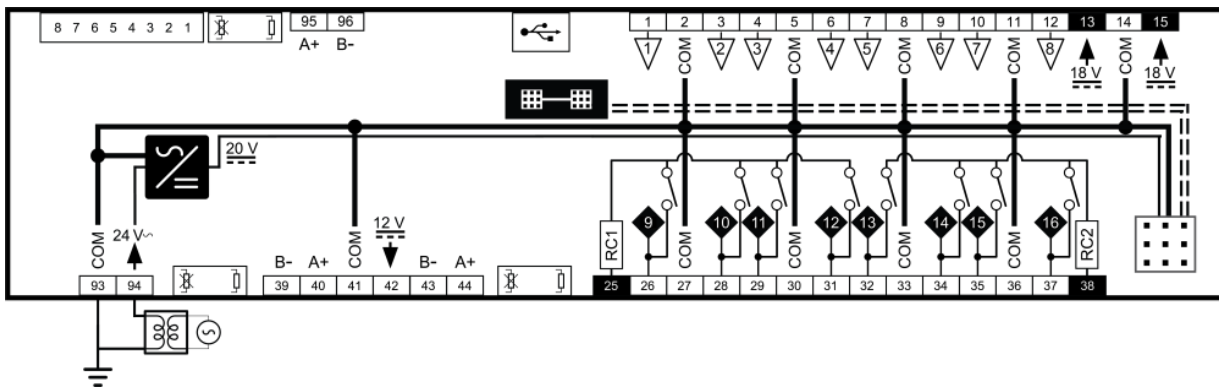 8 7 6 5 4 3 2 1
95 96
A+ B-
1 2 3 4 5 6 7 8 9 10 11 12 13 14 15
1 COM 2 3 COM 4 5 COM 6 7 COM 8 18 V COM 18 V
20 V
24 V~
12 V
COM COM
B- A+ B- A+
RC1 9 COM 10 11 COM 12 13 COM 14 15 COM 16 RC2
93 94 39 40 41 42 43 44 25 26 27 28 29 30 31 32 33 34 35 36 37 38